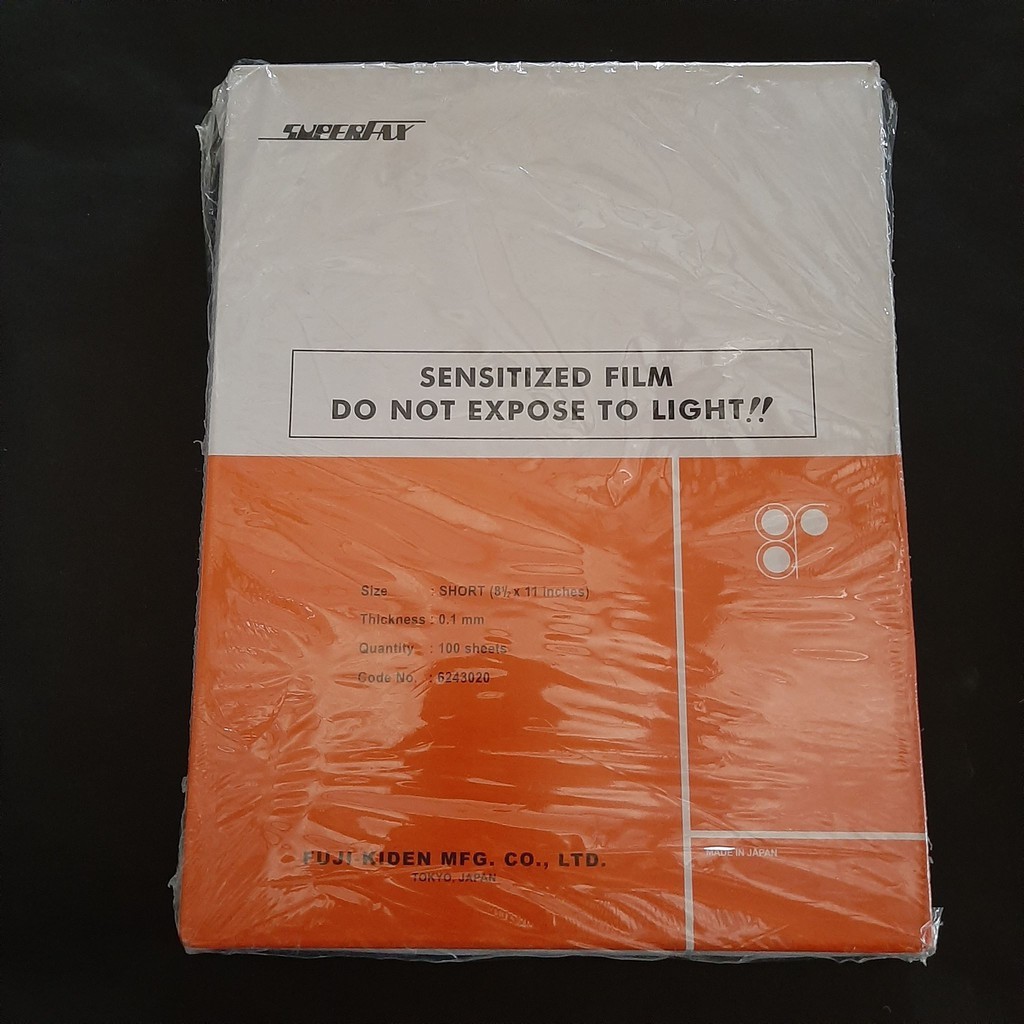 SUPERFAX
SENSITIZED FILM
DO NOT EXPOSE TO LIGHT!!
Size : SHORT (8½ x 11 inches)
Thickness : 0.1 mm
Quantity : 100 sheets
Code No. : 6243020
FUJI KIDEN MFG. CO., LTD.
TOKYO, JAPAN
MADE IN JAPAN